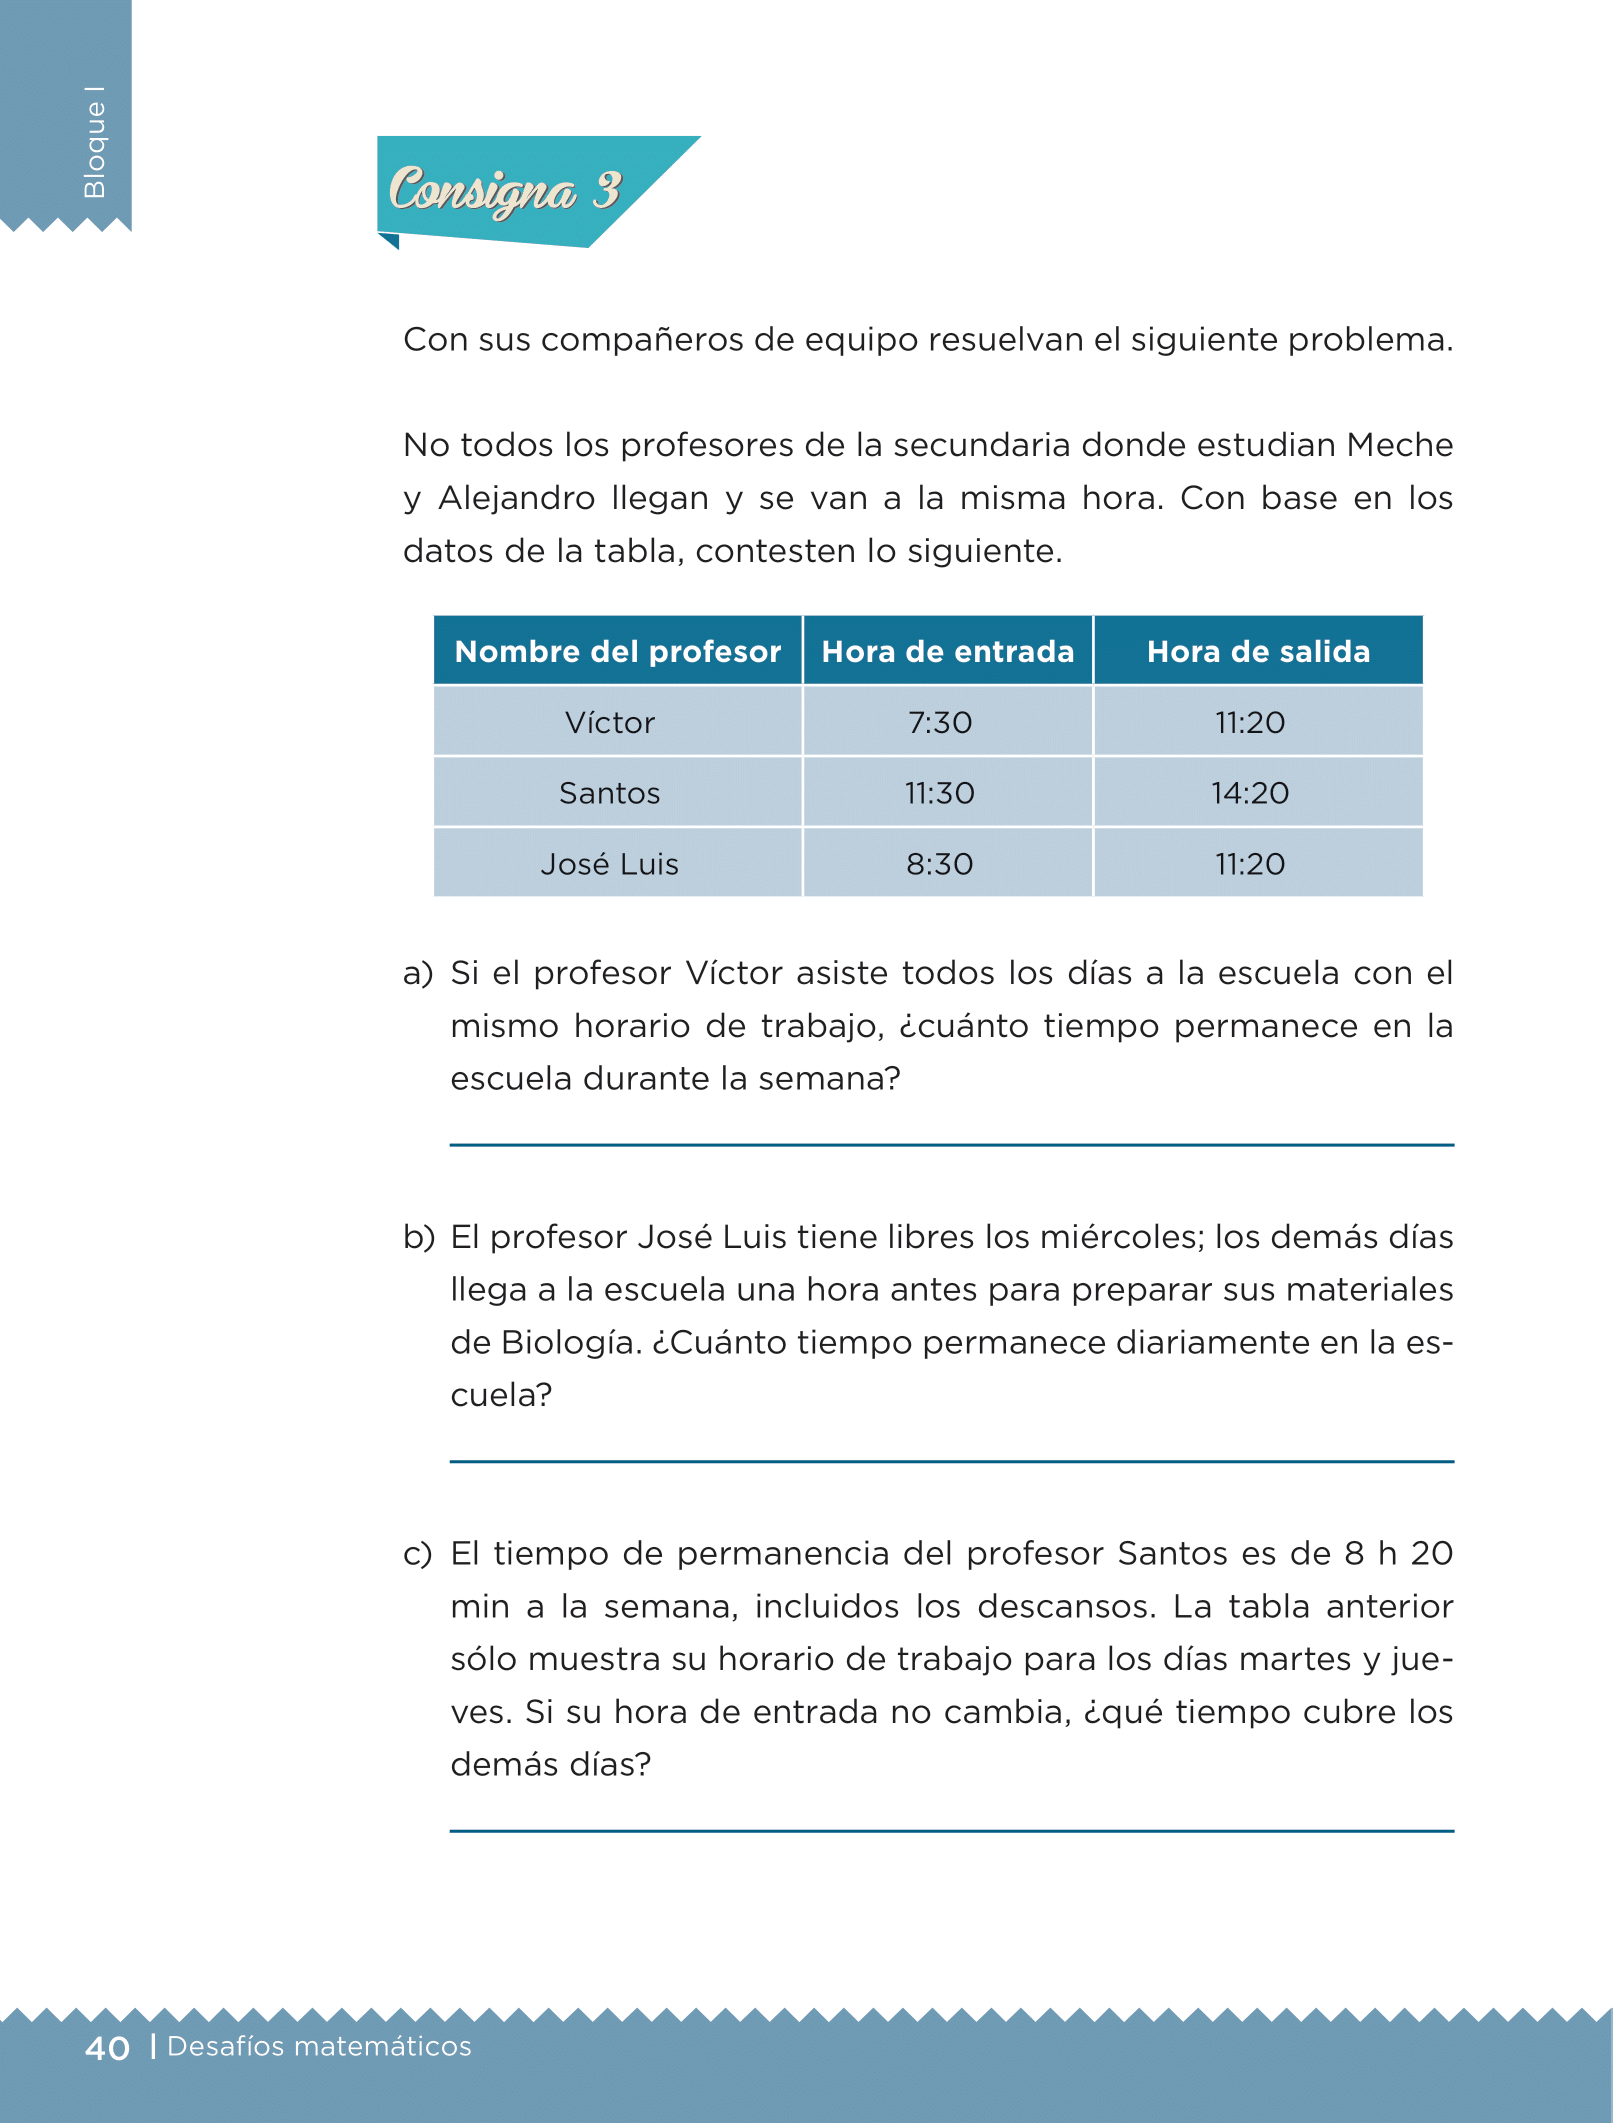 Bloque I
Consigna 3
Con sus compañeros de equipo resuelvan el siguiente problema.
No todos los profesores de la secundaria donde estudian Meche
y Alejandro llegan y se van a la misma hora. Con base en los
datos de la tabla, contesten lo siguiente.
Nombre del profesor Hora de entrada Hora de salida
Víctor 7:30 11:20
Santos 11:30 14:20
José Luis 8:30 11:20
a) Si el profesor Víctor asiste todos los días a la escuela con el
mismo horario de trabajo, ¿cuánto tiempo permanece en la
escuela durante la semana?
b) El profesor José Luis tiene libres los miércoles; los demás días
llega a la escuela una hora antes para preparar sus materiales
de Biología. ¿Cuánto tiempo permanece diariamente en la es-
cuela?
c) El tiempo de permanencia del profesor Santos es de 8 h 20
min a la semana, incluidos los descansos. La tabla anterior
sólo muestra su horario de trabajo para los días martes y jue-
ves. Si su hora de entrada no cambia, ¿qué tiempo cubre los
demás días?
40 | Desafíos matemáticos